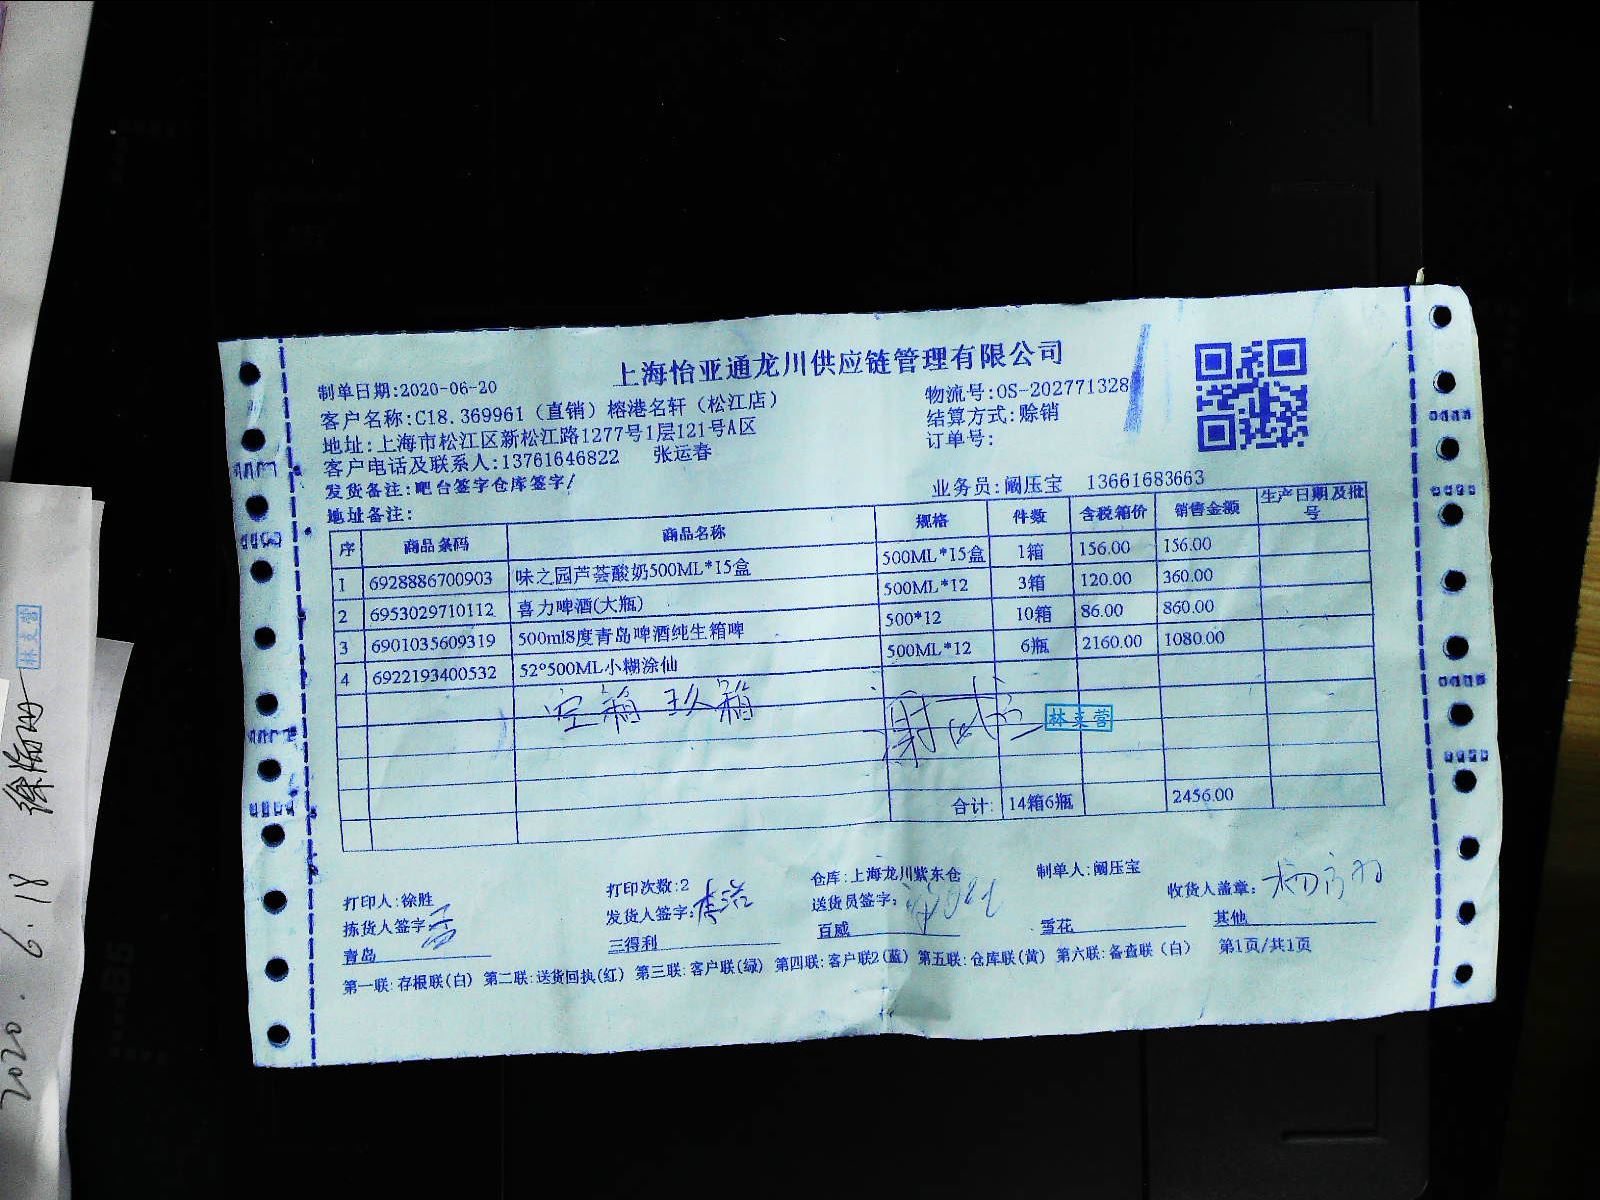 上海怡亚通龙川供应链管理有限公司
制单日期:2020-06-20
物流号:OS-202771328
客户名称:C18.369961（直销）榕港名轩（松江店）
结算方式:赊销
地址:上海市松江区新松江路1277号1层121号A区
订单号:
客户电话及联系人:13761646822 张运春
发货备注:吧台签字仓库签字!
业务员:阚压宝 13661683663
地址备注:
序 商品条码 商品名称 规格 件数 含税箱价 销售金额 生产日期及批号
1 6928886700903 味之园芦荟酸奶500ML*15盒 500ML*15盒 1箱 156.00 156.00
2 6953029710112 喜力啤酒(大瓶) 500ML*12 3箱 120.00 360.00
3 6901035609319 500ml8度青岛啤酒纯生箱啤 500*12 10箱 86.00 860.00
4 6922193400532 52º500ML小糊涂仙 500ML*12 6瓶 2160.00 1080.00
空箱玖箱
林支营
合计: 14箱6瓶 2456.00
打印人:徐胜 打印次数:2 仓库:上海龙川紫东仓 制单人:阚压宝
拣货人签字: 发货人签字: 送货员签字: 收货人盖章:
青岛 三得利 百威 雪花 其他
第一联:存根联(白) 第二联:送货回执(红) 第三联:客户联(绿) 第四联:客户联2(蓝) 第五联:仓库联(黄) 第六联:备查联(白) 第1页/共1页
2020.6.18
林支营